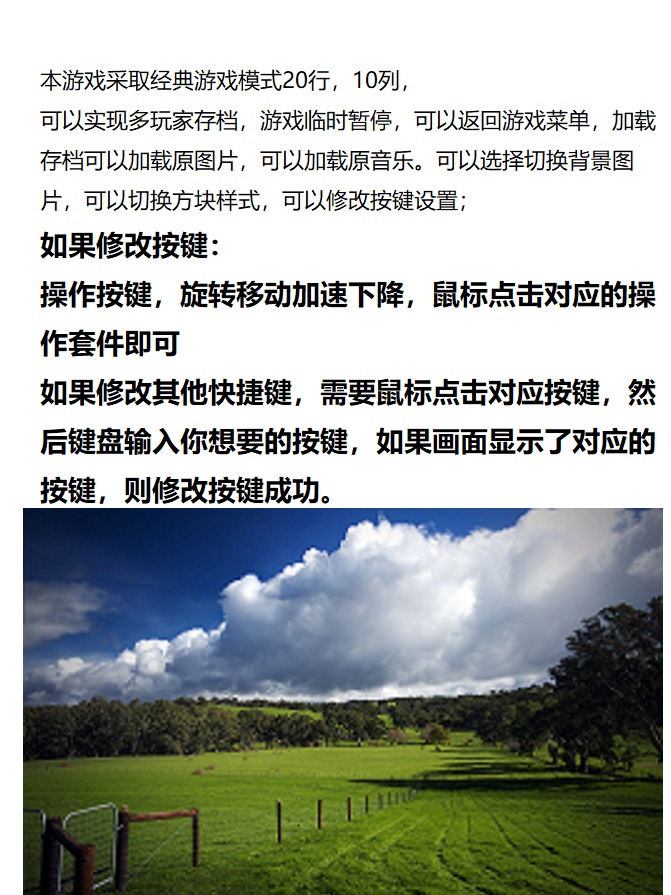 本游戏采取经典游戏模式20行，10列，
可以实现多玩家存档，游戏临时暂停，可以返回游戏菜单，加载
存档可以加载原图片，可以加载原音乐。可以选择切换背景图
片，可以切换方块样式，可以修改按键设置；
如果修改按键：
操作按键，旋转移动加速下降，鼠标点击对应的操
作套件即可
如果修改其他快捷键，需要鼠标点击对应按键，然
后键盘输入你想要的按键，如果画面显示了对应的
按键，则修改按键成功。